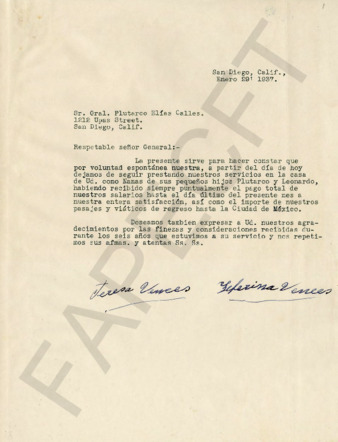 San Diego, Calif.,
Enero 29' 1937.
Sr. Gral. Plutarco Elías Calles.
1212 Upas Street.
San Diego, Calif.
Respetable señor General:-
La presente sirve para hacer constar que
por voluntad espontánea nuestra, a partir del día de hoy
dejamos de seguir prestando nuestros servicios en la casa
de Ud. como Nanas de sus pequeños hijos Plutarco y Leonardo,
habiendo recibido siempre puntualmente el pago total de
nuestros salarios hasta el día último del presente mes a
nuestra entera satisfacción, así como el importe de nuestros
pasajes y viáticos de regreso hasta la Ciudad de México.
Deseamos tambien expresar a Ud. nuestros agra-
decimientos por las finezas y consideraciones recibidas du-
rante los seis años que estuvimos a su servicio y nos repeti-
mos sus afmas. y atentas Ss. Ss.
Teresa Vences Zeferina Vences
FAPECFT